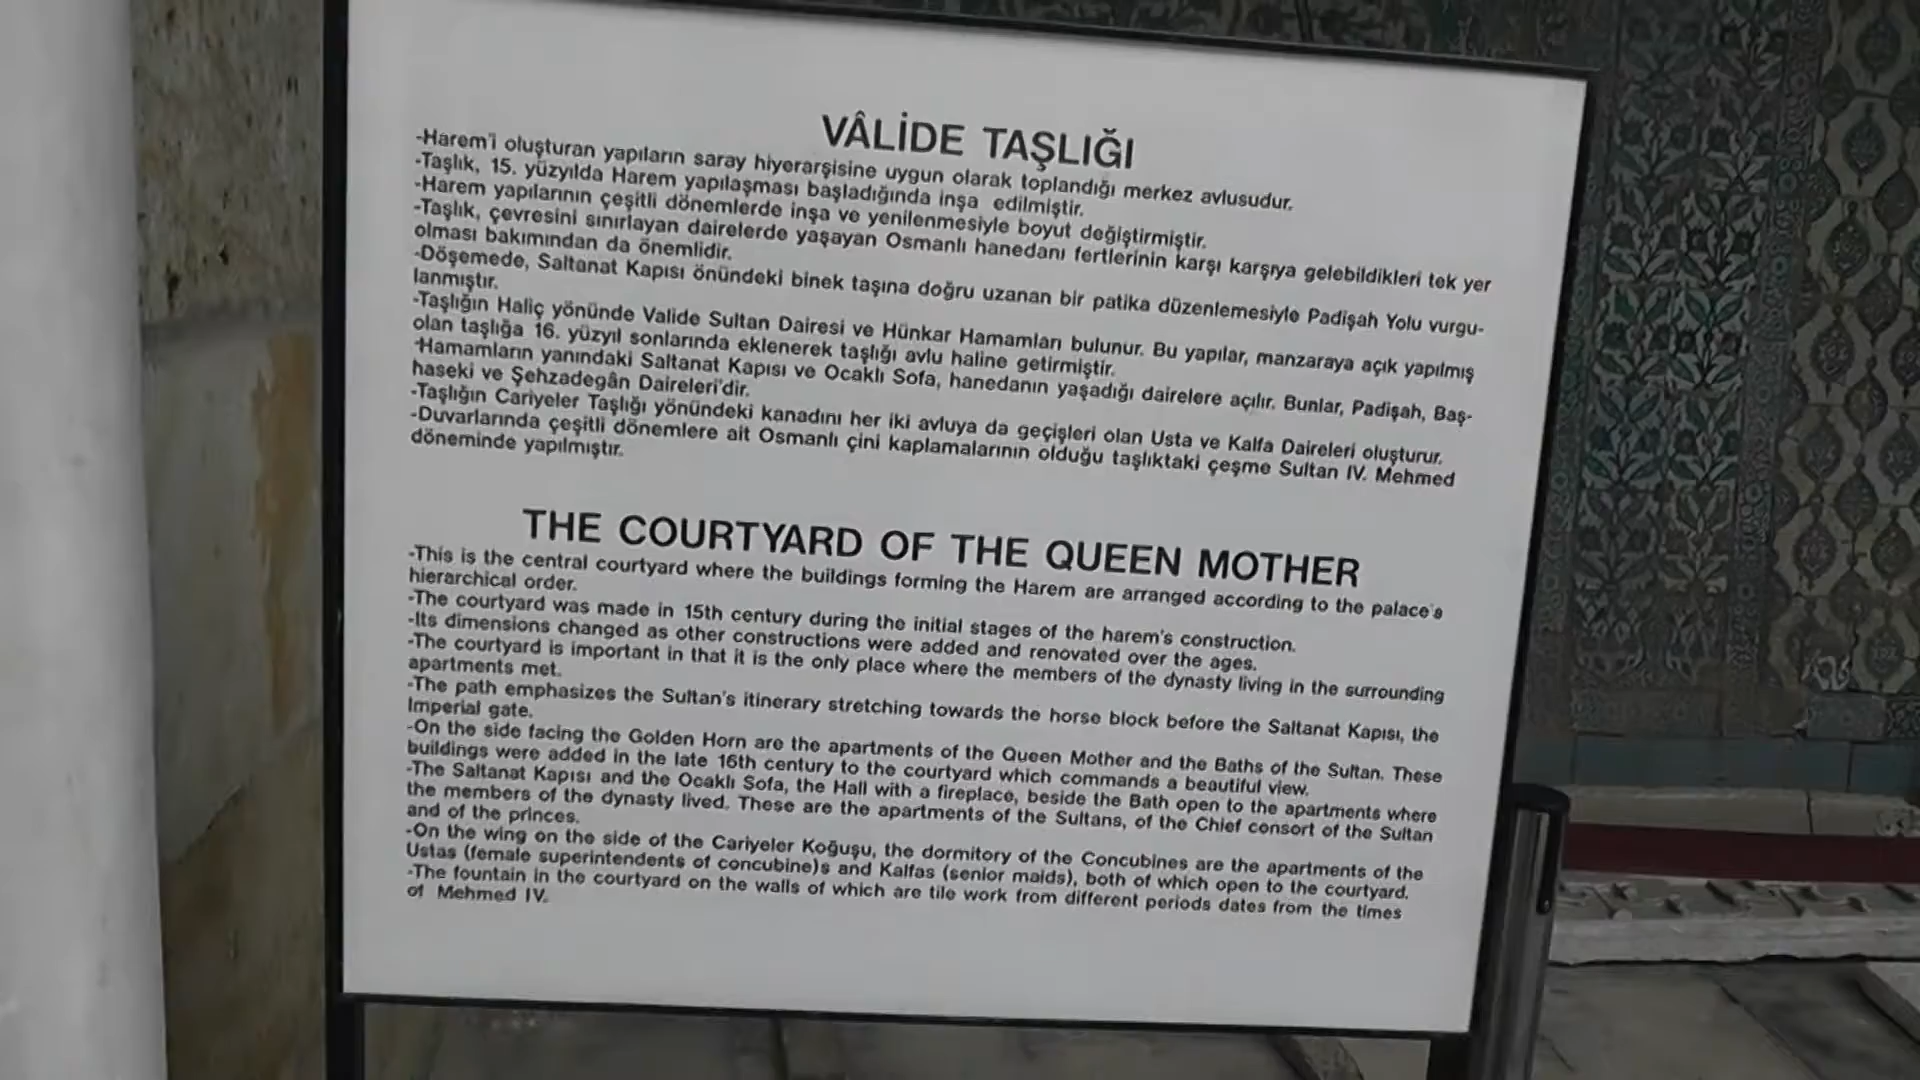 VÂLİDE TAŞLIĞI
-Harem'i oluşturan yapıların saray hiyerarşisine uygun olarak toplandığı merkez avlusudur.
-Taşlık, 15. yüzyılda Harem yapılaşması başladığında inşa edilmiştir.
-Harem yapılarının çeşitli dönemlerde inşa ve yenilenmesiyle boyut değiştirmiştir.
-Taşlık, çevresini sınırlayan dairelerde yaşayan Osmanlı hanedanı fertlerinin karşı karşıya gelebildikleri tek yer
olması bakımından da önemlidir.
-Döşemede, Saltanat Kapısı önündeki binek taşına doğru uzanan bir patika düzenlemesiyle Padişah Yolu vurgu-
lanmıştır.
-Taşlığın Haliç yönünde Valide Sultan Dairesi ve Hünkar Hamamları bulunur. Bu yapılar, manzaraya açık yapılmış
olan taşlığa 16. yüzyıl sonlarında eklenerek taşlığı avlu haline getirmiştir.
-Hamamların yanındaki Saltanat Kapısı ve Ocaklı Sofa, hanedanın yaşadığı dairelere açılır. Bunlar, Padişah, Baş-
haseki ve Şehzadegân Daireleri'dir.
-Taşlığın Cariyeler Taşlığı yönündeki kanadını her iki avluya da geçişleri olan Usta ve Kalfa Daireleri oluşturur.
-Duvarlarında çeşitli dönemlere ait Osmanlı çini kaplamalarının olduğu taşlıktaki çeşme Sultan IV. Mehmed
döneminde yapılmıştır.
THE COURTYARD OF THE QUEEN MOTHER
-This is the central courtyard where the buildings forming the Harem are arranged according to the palace's
hierarchical order.
-The courtyard was made in 15th century during the initial stages of the harem's construction.
-Its dimensions changed as other constructions were added and renovated over the ages.
-The courtyard is important in that it is the only place where the members of the dynasty living in the surrounding
apartments met.
-The path emphasizes the Sultan's itinerary stretching towards the horse block before the Saltanat Kapısı, the
Imperial gate.
-On the side facing the Golden Horn are the apartments of the Queen Mother and the Baths of the Sultan. These
buildings were added in the late 16th century to the courtyard which commands a beautiful view.
-The Saltanat Kapısı and the Ocaklı Sofa, the Hall with a fireplace, beside the Bath open to the apartments where
the members of the dynasty lived. These are the apartments of the Sultans, of the Chief consort of the Sultan
and of the princes.
-On the wing on the side of the Cariyeler Koğuşu, the dormitory of the Concubines are the apartments of the
Ustas (female superintendents of concubine)s and Kalfas (senior maids), both of which open to the courtyard.
-The fountain in the courtyard on the walls of which are tile work from different periods dates from the times
of Mehmed IV.